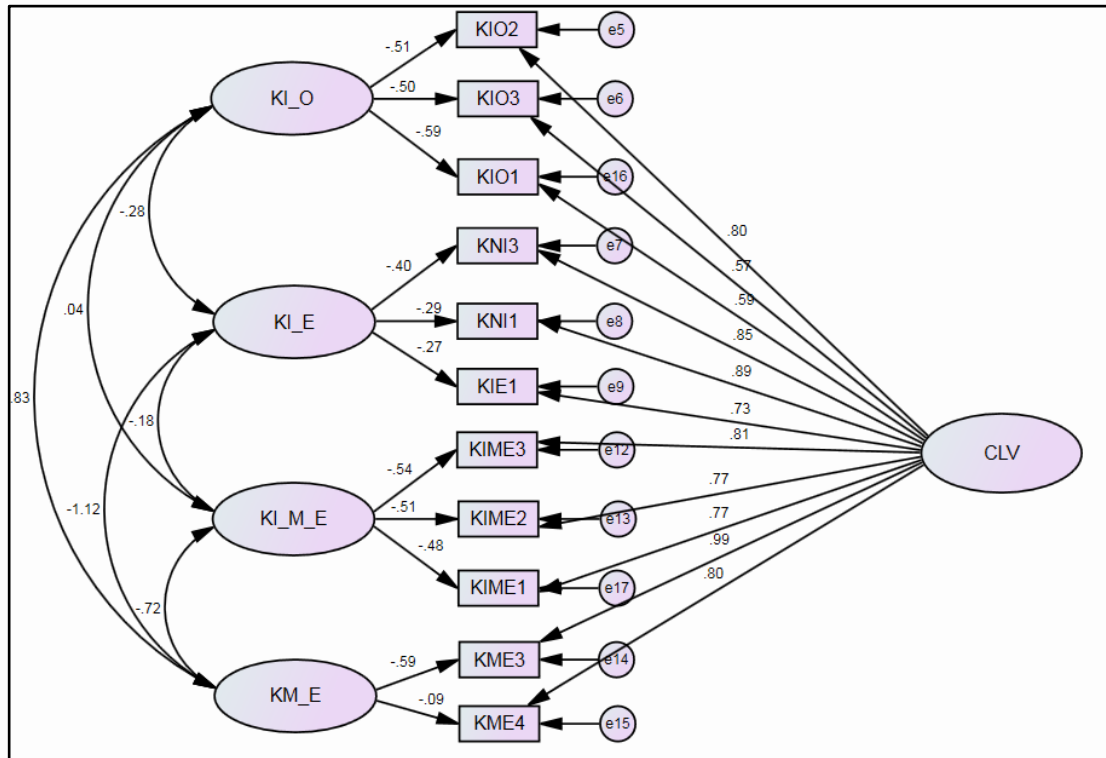 KIO2
e5
-.51
KI_O
-.50
KIO3
e6
-.59
KIO1
e16
-.28
.80
.57
.59
KNI3
e7
-.40
.04
KI_E
-.29
KNI1
e8
.85
-.27
.89
.83
KIE1
e9
.73
-.18
.81
CLV
KIME3
e12
-.54
-1.12
KI_M_E
-.51
KIME2
e13
.77
-.48
.77
.99
KIME1
e17
.80
-.72
KME3
e14
-.59
KM_E
-.09
KME4
e15